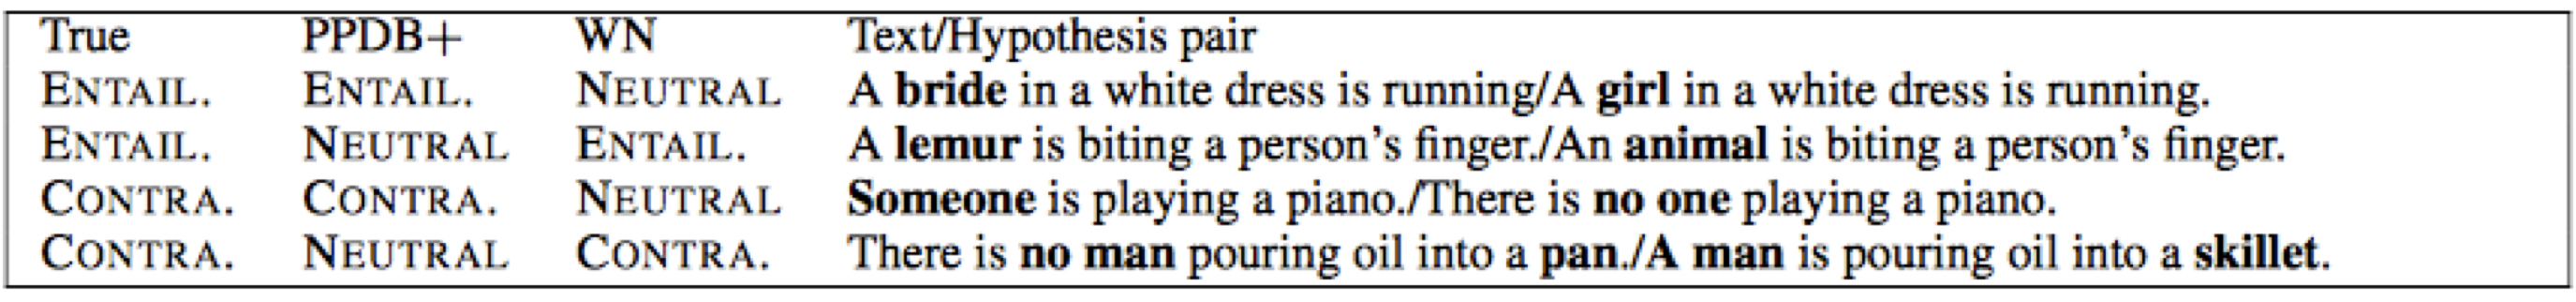 True PPDB+ WN Text/Hypothesis pair
ENTAIL. ENTAIL. NEUTRAL A bride in a white dress is running/A girl in a white dress is running.
ENTAIL. NEUTRAL ENTAIL. A lemur is biting a person's finger./An animal is biting a person's finger.
CONTRA. CONTRA. NEUTRAL Someone is playing a piano./There is no one playing a piano.
CONTRA. NEUTRAL CONTRA. There is no man pouring oil into a pan./A man is pouring oil into a skillet.